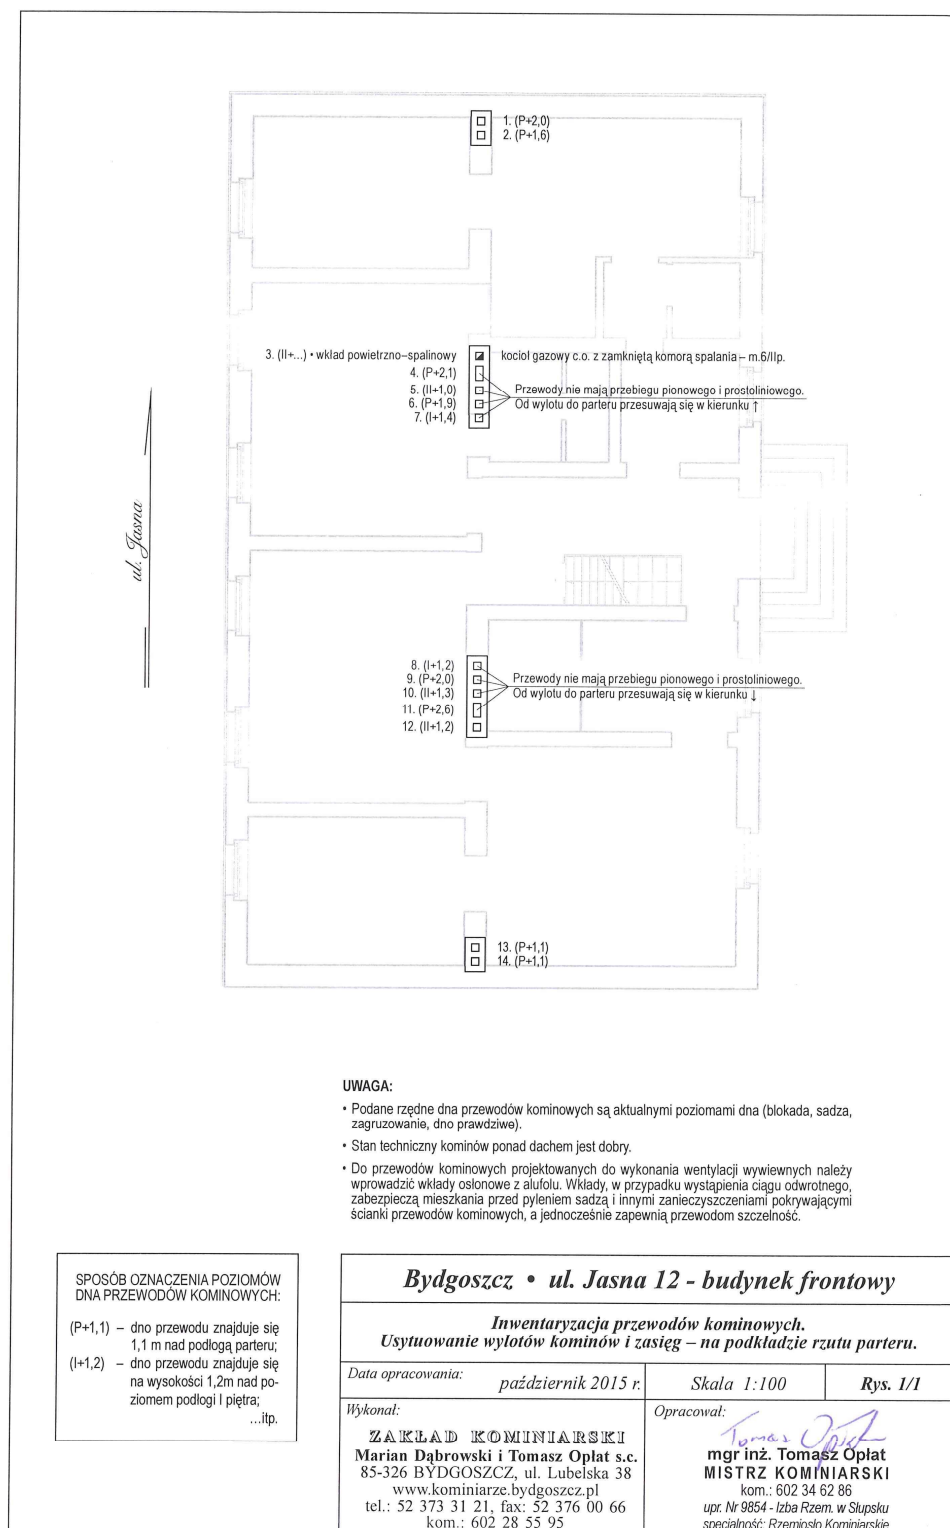 1. (P+2,0)
2. (P+1,6)
3. (II+...) • wkład powietrzno–spalinowy
kocioł gazowy c.o. z zamkniętą komorą spalania – m.6/IIp.
4. (P+2,1)
5. (II+1,0)
6. (P+1,9)
7. (I+1,4)
Przewody nie mają przebiegu pionowego i prostoliniowego.
Od wylotu do parteru przesuwają się w kierunku ↑
ul. Jasna
8. (I+1,2)
9. (P+2,0)
10. (II+1,3)
11. (P+2,6)
12. (II+1,2)
Przewody nie mają przebiegu pionowego i prostoliniowego.
Od wylotu do parteru przesuwają się w kierunku ↓
13. (P+1,1)
14. (P+1,1)
UWAGA:
• Podane rzędne dna przewodów kominowych są aktualnymi poziomami dna (blokada, sadza,
zagruzowanie, dno prawdziwe).
• Stan techniczny kominów ponad dachem jest dobry.
• Do przewodów kominowych projektowanych do wykonania wentylacji wywiewnych należy
wprowadzić wkłady osłonowe z alufolu. Wkłady, w przypadku wystąpienia ciągu odwrotnego,
zabezpieczą mieszkania przed pyleniem sadzą i innymi zanieczyszczeniami pokrywającymi
ścianki przewodów kominowych, a jednocześnie zapewnią przewodom szczelność.
SPOSÓB OZNACZENIA POZIOMÓW
DNA PRZEWODÓW KOMINOWYCH:
(P+1,1) – dno przewodu znajduje się
1,1 m nad podłogą parteru;
(I+1,2) – dno przewodu znajduje się
na wysokości 1,2m nad po-
ziomem podłogi I piętra;
...itp.
Bydgoszcz • ul. Jasna 12 - budynek frontowy
Inwentaryzacja przewodów kominowych.
Usytuowanie wylotów kominów i zasięg – na podkładzie rzutu parteru.
Data opracowania:
październik 2015 r.
Skala 1:100
Rys. 1/1
Wykonał:
ZAKŁAD KOMINIARSKI
Marian Dąbrowski i Tomasz Opłat s.c.
85-326 BYDGOSZCZ, ul. Lubelska 38
www.kominiarze.bydgoszcz.pl
tel.: 52 373 31 21, fax: 52 376 00 66
kom.: 602 28 55 95
Opracował:
Tomasz Opłat
mgr inż. Tomasz Opłat
MISTRZ KOMINIARSKI
kom.: 602 34 62 86
upr. Nr 9854 - Izba Rzem. w Słupsku
specjalność: Rzemiosło Kominiarskie